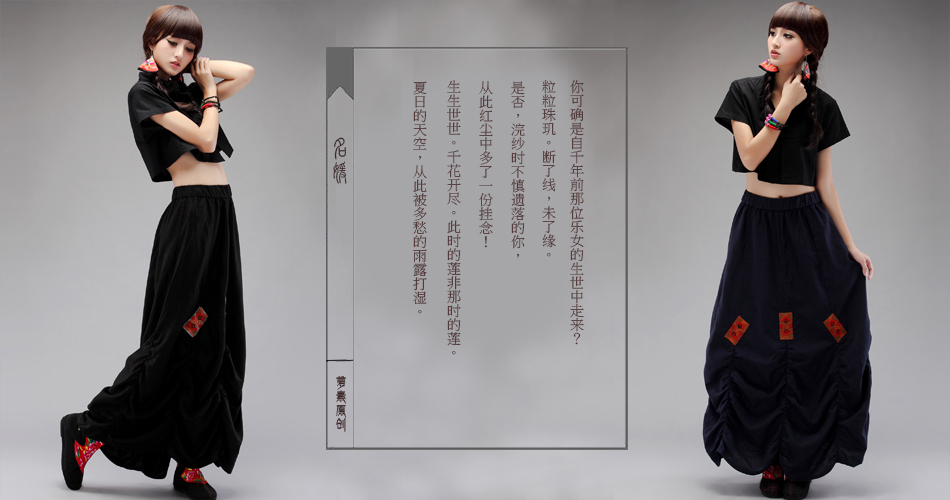 你可确是自千年前那位乐女的生世中走来？
粒粒珠玑。断了线，未了缘。
是否，浣纱时不慎遗落的你，
从此红尘中多了一份挂念！
生生世世。千花开尽。此时的莲非那时的莲。
夏日的天空，从此被多愁的雨露打湿。
名媛